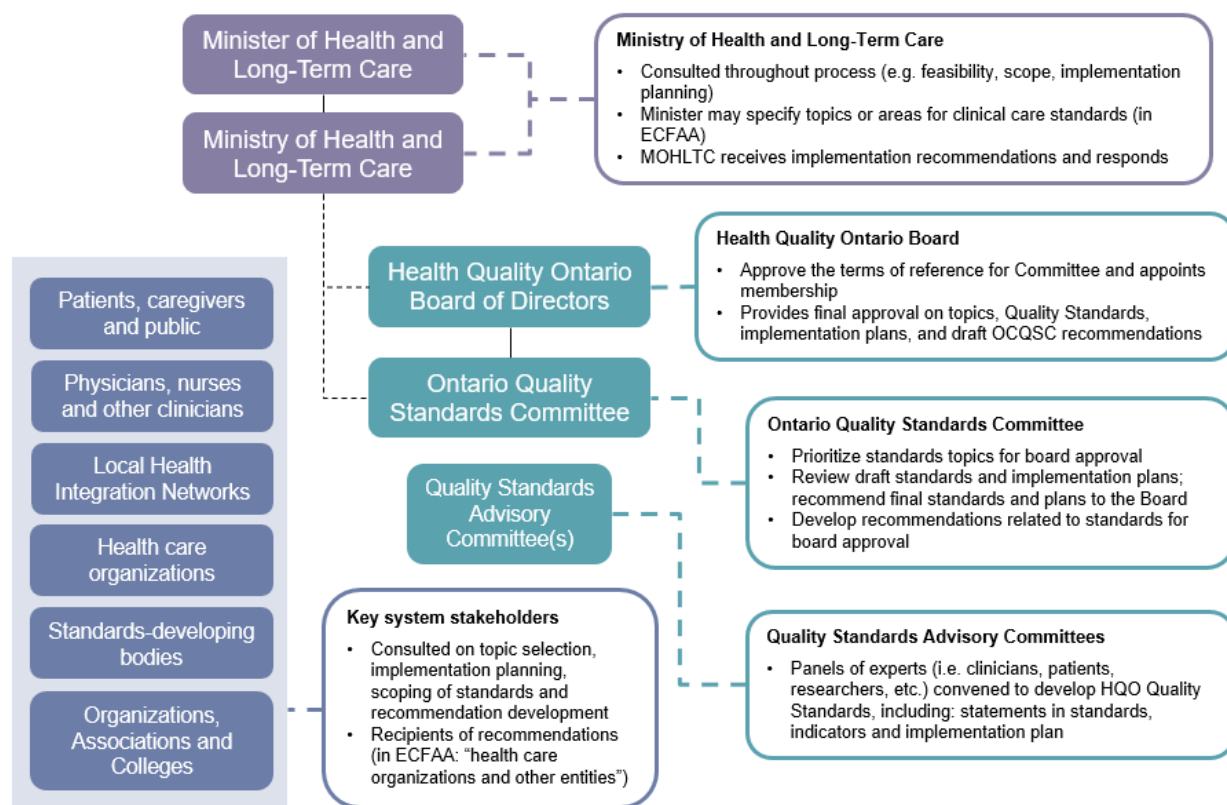 Minister of Health and
Long-Term Care
Ministry of Health and
Long-Term Care
Ministry of Health and Long-Term Care
• Consulted throughout process (e.g. feasibility, scope, implementation
planning)
• Minister may specify topics or areas for clinical care standards (in
ECFAA)
• MOHLTC receives implementation recommendations and responds
Health Quality Ontario
Board of Directors
Health Quality Ontario Board
• Approve the terms of reference for Committee and appoints
membership
• Provides final approval on topics, Quality Standards,
implementation plans, and draft OCQSC recommendations
Ontario Quality
Standards Committee
Ontario Quality Standards Committee
• Prioritize standards topics for board approval
• Review draft standards and implementation plans;
recommend final standards and plans to the Board
• Develop recommendations related to standards for
board approval
Quality Standards
Advisory
Committee(s)
Quality Standards Advisory Committees
• Panels of experts (i.e. clinicians, patients,
researchers, etc.) convened to develop HQO Quality
Standards, including: statements in standards,
indicators and implementation plan
Patients, caregivers
and public
Physicians, nurses
and other clinicians
Local Health
Integration Networks
Health care
organizations
Standards-developing
bodies
Organizations,
Associations and
Colleges
Key system stakeholders
• Consulted on topic selection,
implementation planning,
scoping of standards and
recommendation development
• Recipients of recommendations
(in ECFAA: “health care
organizations and other entities”)